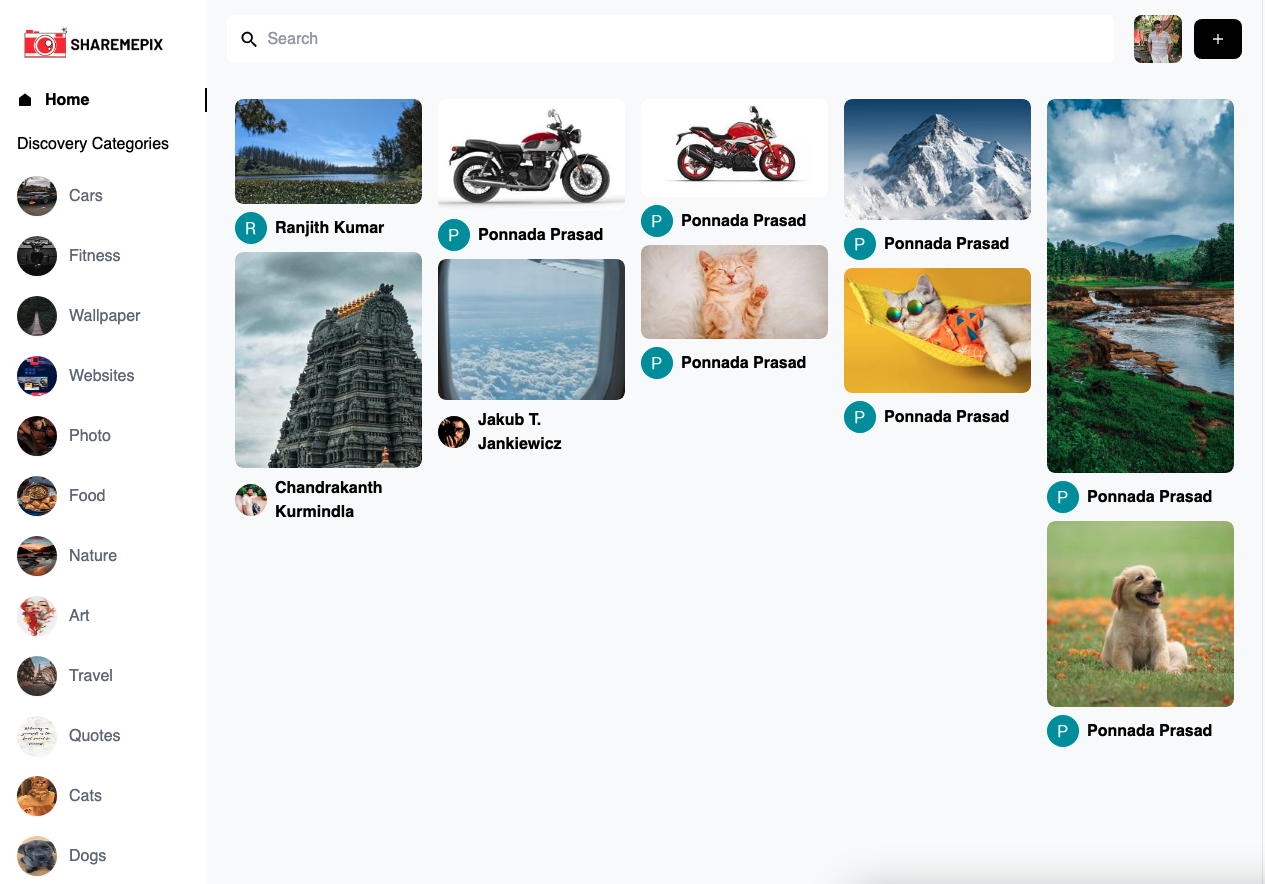 SHAREMEPIX
Search
+
Home
Discovery Categories
Cars
Fitness
Wallpaper
Websites
Photo
Food
Nature
Art
Travel
Quotes
Cats
Dogs
R Ranjith Kumar
Chandrakanth
Kurmindla
P Ponnada Prasad
Jakub T.
Jankiewicz
P Ponnada Prasad
P Ponnada Prasad
P Ponnada Prasad
P Ponnada Prasad
P Ponnada Prasad
P Ponnada Prasad